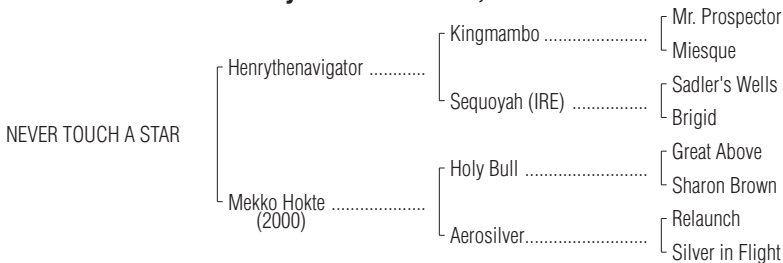 Mr. Prospector
Kingmambo ......................
Miesque
Henrythenavigator ............
Sadler's Wells
Sequoyah (IRE) ................
Brigid
NEVER TOUCH A STAR
Great Above
Holy Bull ..........................
Sharon Brown
Mekko Hokte ....................
(2000)
Relaunch
Aerosilver..........................
Silver in Flight